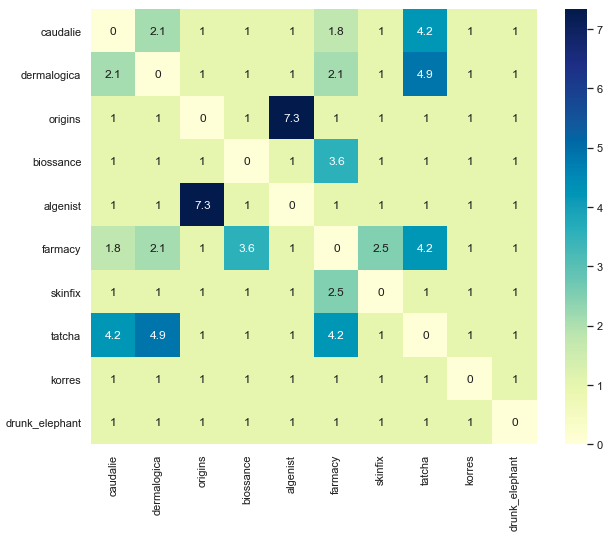 caudalie 0 2.1 1 1 1 1.8 1 4.2 1 1
dermalogica 2.1 0 1 1 1 2.1 1 4.9 1 1
origins 1 1 0 1 7.3 1 1 1 1 1
biossance 1 1 1 0 1 3.6 1 1 1 1
algenist 1 1 7.3 1 0 1 1 1 1 1
farmacy 1.8 2.1 1 3.6 1 0 2.5 4.2 1 1
skinfix 1 1 1 1 1 2.5 0 1 1 1
tatcha 4.2 4.9 1 1 1 4.2 1 0 1 1
korres 1 1 1 1 1 1 1 1 0 1
drunk_elephant 1 1 1 1 1 1 1 1 1 0
caudalie
dermalogica
origins
biossance
algenist
farmacy
skinfix
tatcha
korres
drunk_elephant
7
6
5
4
3
2
1
0